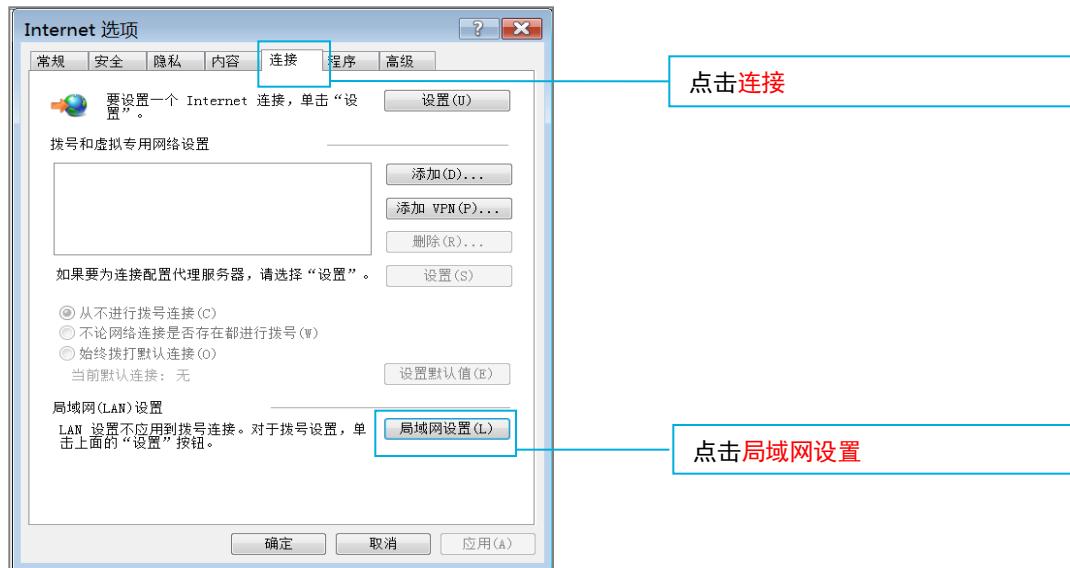 Internet 选项
常规 安全 隐私 内容 连接 程序 高级
点击连接
要设置一个 Internet 连接，单击“设
置”。
设置(U)
拨号和虚拟专用网络设置
添加(D)...
添加 VPN(P)...
删除(R)...
如果要为连接配置代理服务器，请选择“设置”。
设置(S)
从不进行拨号连接(C)
不论网络连接是否存在都进行拨号(W)
始终拨打默认连接(O)
当前默认连接: 无
设置默认值(E)
局域网(LAN)设置
LAN 设置不应用到拨号连接。对于拨号设置，单
击上面的“设置”按钮。
局域网设置(L)
点击局域网设置
确定 取消 应用(A)